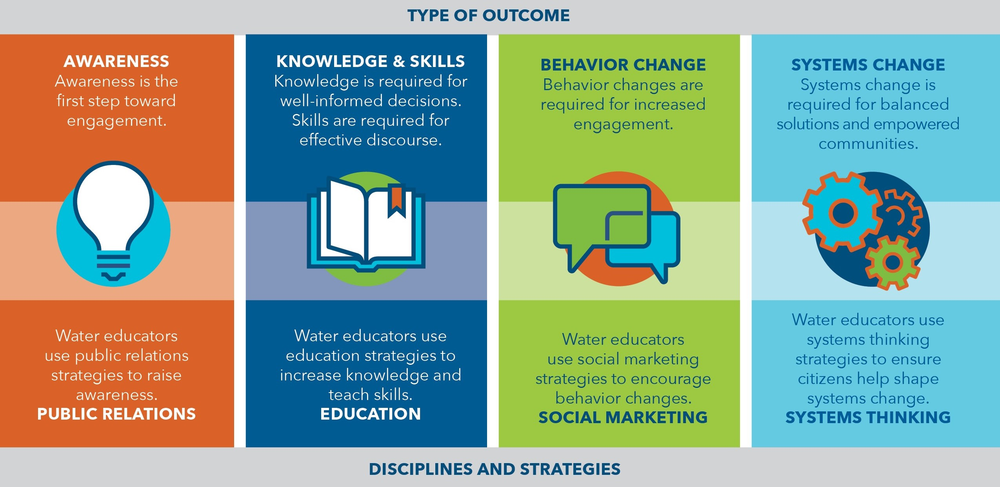 TYPE OF OUTCOME
AWARENESS
Awareness is the
first step toward
engagement.
KNOWLEDGE & SKILLS
Knowledge is required for
well-informed decisions.
Skills are required for
effective discourse.
BEHAVIOR CHANGE
Behavior changes are
required for increased
engagement.
SYSTEMS CHANGE
Systems change is
required for balanced
solutions and empowered
communities.
Water educators
use public relations
strategies to raise
awareness.
PUBLIC RELATIONS
Water educators use
education strategies to
increase knowledge and
teach skills.
EDUCATION
Water educators
use social marketing
strategies to encourage
behavior changes.
SOCIAL MARKETING
Water educators use
systems thinking
strategies to ensure
citizens help shape
systems change.
SYSTEMS THINKING
DISCIPLINES AND STRATEGIES